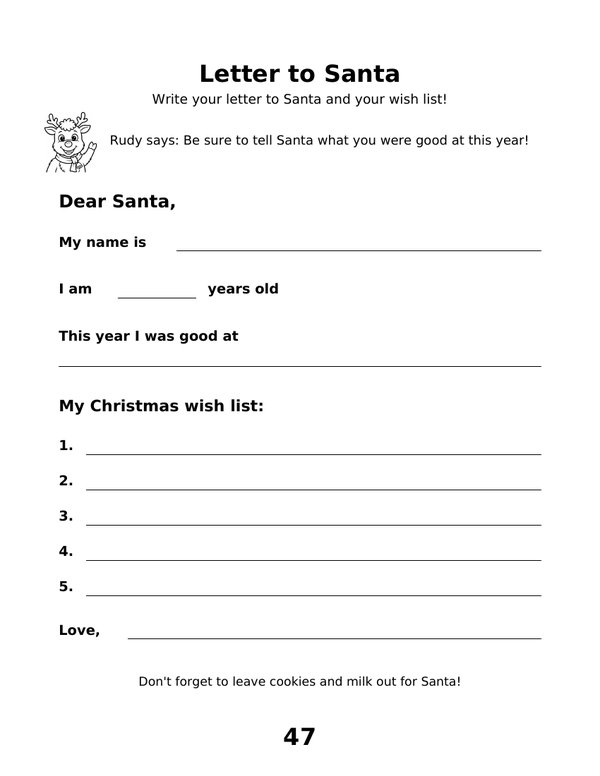 Letter to Santa
Write your letter to Santa and your wish list!
Rudy says: Be sure to tell Santa what you were good at this year!
Dear Santa,
My name is
I am years old
This year I was good at
My Christmas wish list:
1.
2.
3.
4.
5.
Love,
Don't forget to leave cookies and milk out for Santa!
47